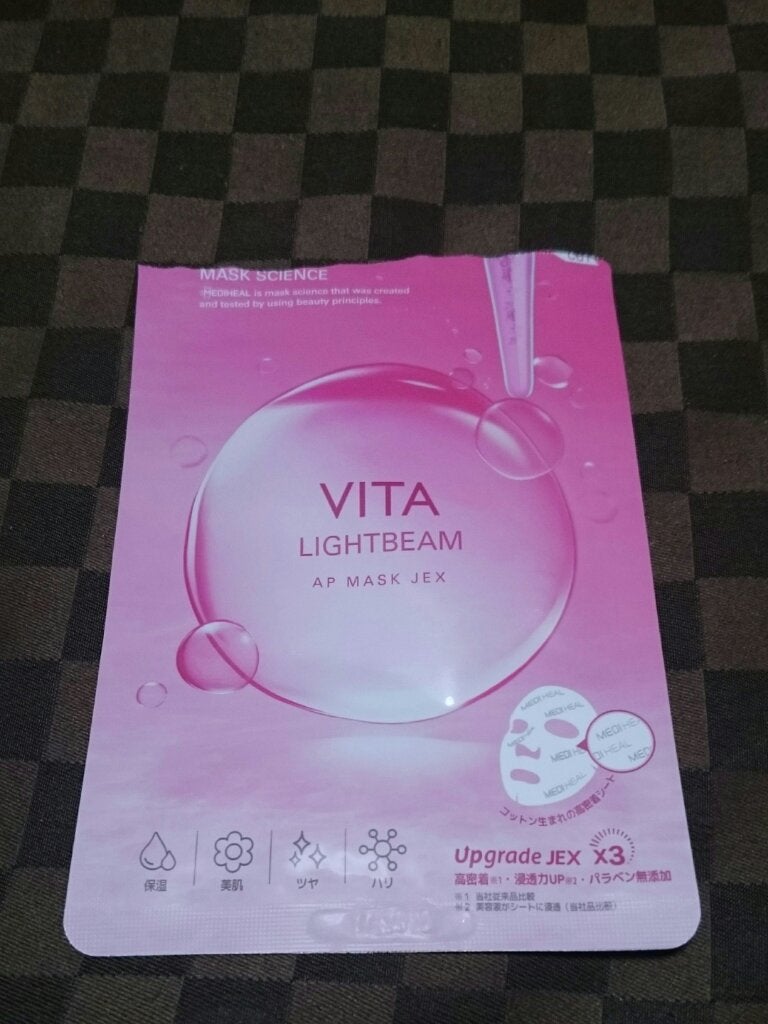 MASK SCIENCE
MEDIHEAL is mask science that was created
and tested by using beauty principles.
VITA
LIGHTBEAM
AP MASK JEX
MEDIHEAL
MEDIHEAL
MEDIHEAL
コットン生まれの高密着シート
保湿
美肌
ツヤ
ハリ
Upgrade JEX x3
高密着※1・浸透力UP※2・パラベン無添加
※1 当社従来品比較
※2 美容液がシートに浸透（当社品比較）